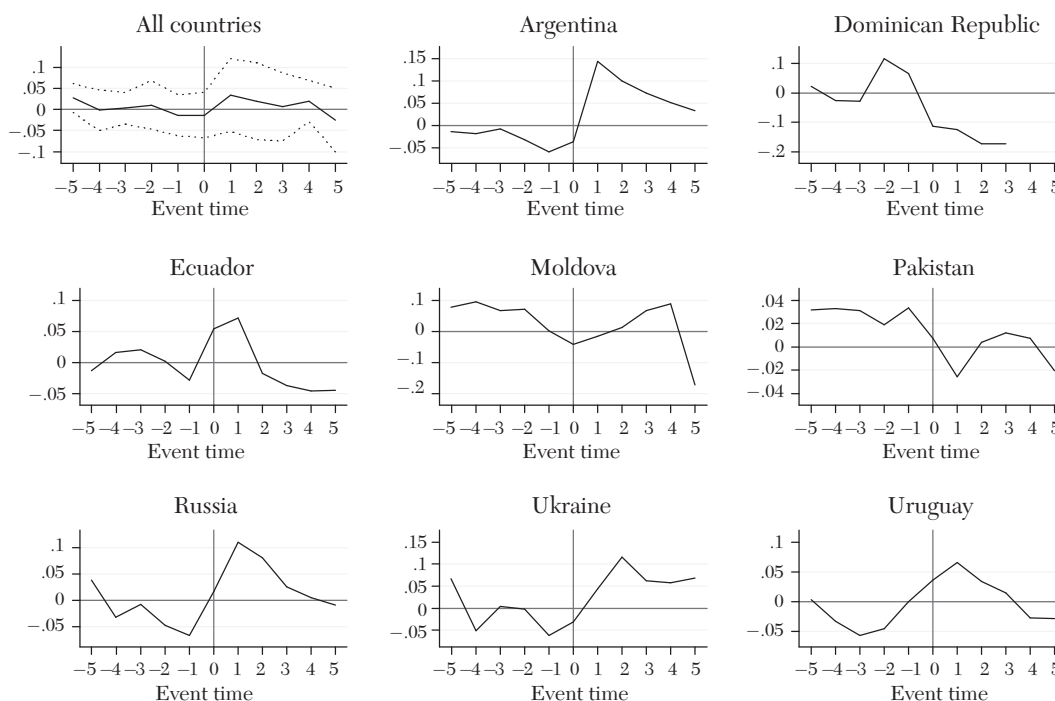 All countries
.1
.05
0
−.05
−.1
−5 −4 −3 −2 −1 0 1 2 3 4 5
Event time
Argentina
.15
.1
.05
0
−.05
−5 −4 −3 −2 −1 0 1 2 3 4 5
Event time
Dominican Republic
.1
0
−.1
−.2
−5 −4 −3 −2 −1 0 1 2 3 4 5
Event time
Ecuador
.1
.05
0
−.05
−5 −4 −3 −2 −1 0 1 2 3 4 5
Event time
Moldova
.1
0
−.1
−.2
−5 −4 −3 −2 −1 0 1 2 3 4 5
Event time
Pakistan
.04
.02
0
−.02
−.04
−5 −4 −3 −2 −1 0 1 2 3 4 5
Event time
Russia
.1
.05
0
−.05
−5 −4 −3 −2 −1 0 1 2 3 4 5
Event time
Ukraine
.15
.1
.05
0
−.05
−5 −4 −3 −2 −1 0 1 2 3 4 5
Event time
Uruguay
.1
.05
0
−.05
−5 −4 −3 −2 −1 0 1 2 3 4 5
Event time